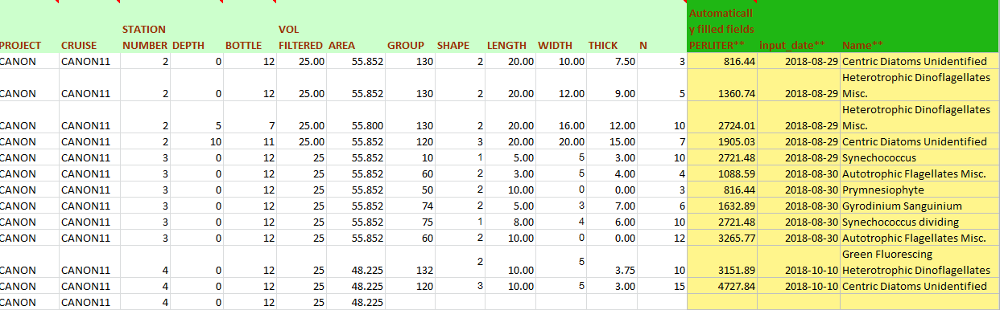 Automaticall
STATION VOL y filled fields
PROJECT CRUISE NUMBER DEPTH BOTTLE FILTERED AREA GROUP SHAPE LENGTH WIDTH THICK N PERLITER** input_date** Name**
CANON CANON11 2 0 12 25.00 55.852 130 2 20.00 10.00 7.50 3 816.44 2018-08-29 Centric Diatoms Unidentified
Heterotrophic Dinoflagellates
CANON CANON11 2 0 12 25.00 55.852 130 2 20.00 12.00 9.00 5 1360.74 2018-08-29 Misc.
Heterotrophic Dinoflagellates
CANON CANON11 2 5 7 25.00 55.800 130 2 20.00 16.00 12.00 10 2724.01 2018-08-29 Misc.
CANON CANON11 2 10 11 25.00 55.852 120 3 20.00 20.00 15.00 7 1905.03 2018-08-29 Centric Diatoms Unidentified
CANON CANON11 3 0 12 25 55.852 10 1 5.00 5 3.00 10 2721.48 2018-08-29 Synechococcus
CANON CANON11 3 0 12 25 55.852 60 2 3.00 5 4.00 4 1088.59 2018-08-30 Autotrophic Flagellates Misc.
CANON CANON11 3 0 12 25 55.852 50 2 10.00 0 0.00 3 816.44 2018-08-30 Prymnesiophyte
CANON CANON11 3 0 12 25 55.852 74 2 5.00 3 7.00 6 1632.89 2018-08-30 Gyrodinium Sanguinium
CANON CANON11 3 0 12 25 55.852 75 1 8.00 4 6.00 10 2721.48 2018-08-30 Synechococcus dividing
CANON CANON11 3 0 12 25 55.852 60 2 10.00 0 0.00 12 3265.77 2018-08-30 Autotrophic Flagellates Misc.
Green Fluorescing
CANON CANON11 4 0 12 25 48.225 132 2 10.00 5 3.75 10 3151.89 2018-10-10 Heterotrophic Dinoflagellates
CANON CANON11 4 0 12 25 48.225 120 3 10.00 5 3.00 15 4727.84 2018-10-10 Centric Diatoms Unidentified
CANON CANON11 4 0 12 25 48.225